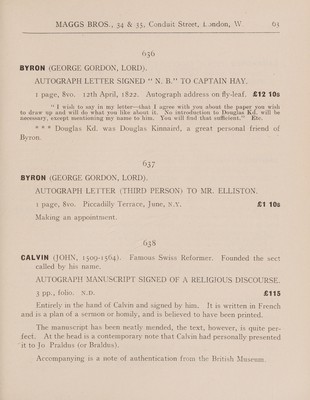 MAGGS BROS., 34 & 35, Conduit Street, London, W 63
636
BYRON (GEORGE GORDON, LORD).
AUTOGRAPH LETTER SIGNED “ N. B.” TO CAPTAIN HAY.
1 page, 8vo. 12th April, 1822. Autograph address on fly-leaf. £12 10s
“ I wish to say in my letter—that I agree with you about the paper you wish
to draw up and will do what you like about it. No introduction to Douglas Kd. will be
necessary, except mentioning my name to him. You will find that sufficient.” Etc.
* * * Douglas Kd. was Douglas Kinnaird, a great personal friend of
Byron.
637
BYRON (GEORGE GORDON, LORD).
AUTOGRAPH LETTER (THIRD PERSON) TO MR. ELLISTON.
1 page, 8vo. Piccadilly Terrace, June, N.Y. £1 10s
Making an appointment.
638
CALVIN (JOHN, 1509-1564). Famous Swiss Reformer. Founded the sect
called by his name.
AUTOGRAPH MANUSCRIPT SIGNED OF A RELIGIOUS DISCOURSE.
3 pp., folio. N.D. £115
Entirely in the hand of Calvin and signed by him. It is written in French
and is a plan of a sermon or homily, and is believed to have been printed.
The manuscript has been neatly mended, the text, however, is quite per-
fect. At the head is a contemporary note that Calvin had personally presented
it to Jo Praldus (or Braldus).
Accompanying is a note of authentication from the British Museum.